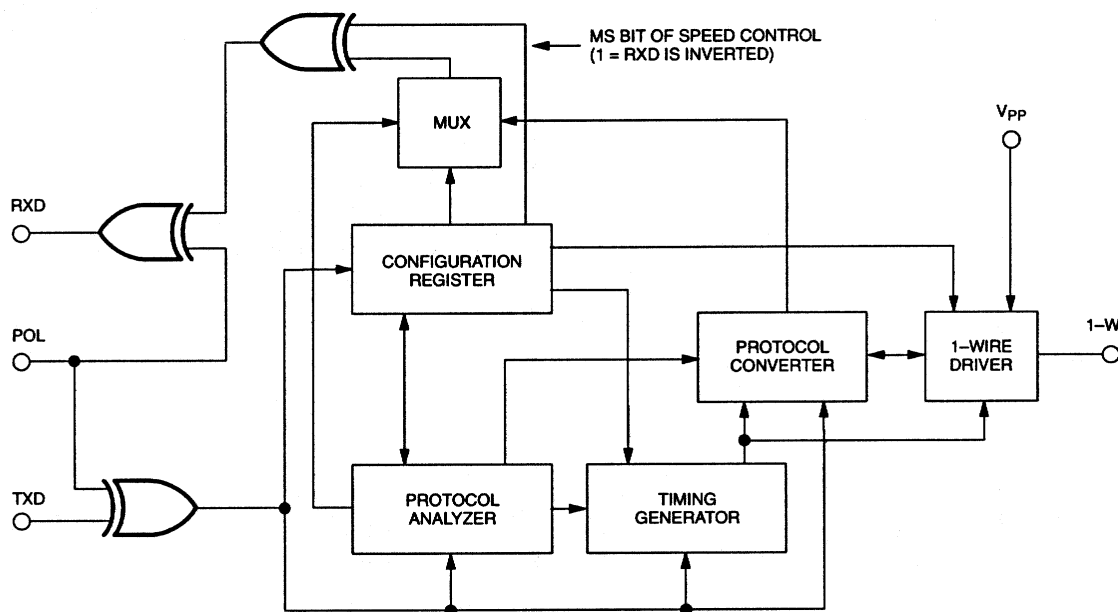 MS BIT OF SPEED CONTROL
(1 = RXD IS INVERTED)
MUX
VPP
RXD
CONFIGURATION
REGISTER
POL
PROTOCOL
CONVERTER
1–WIRE
DRIVER
1–W
TXD
PROTOCOL
ANALYZER
TIMING
GENERATOR